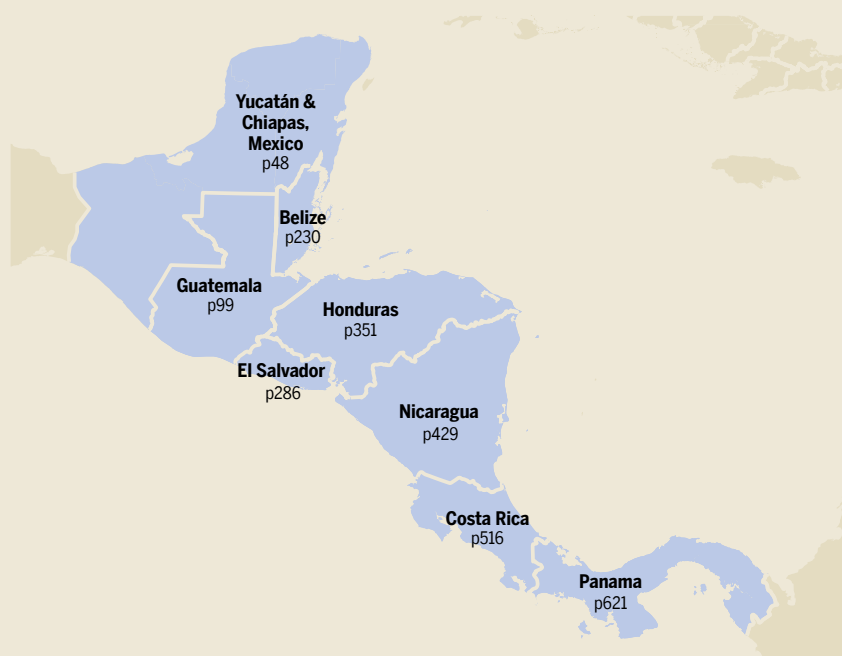 Yucatán &
Chiapas,
Mexico
p48
Belize
p230
Guatemala
p99
Honduras
p351
El Salvador
p286
Nicaragua
p429
Costa Rica
p516
Panama
p621